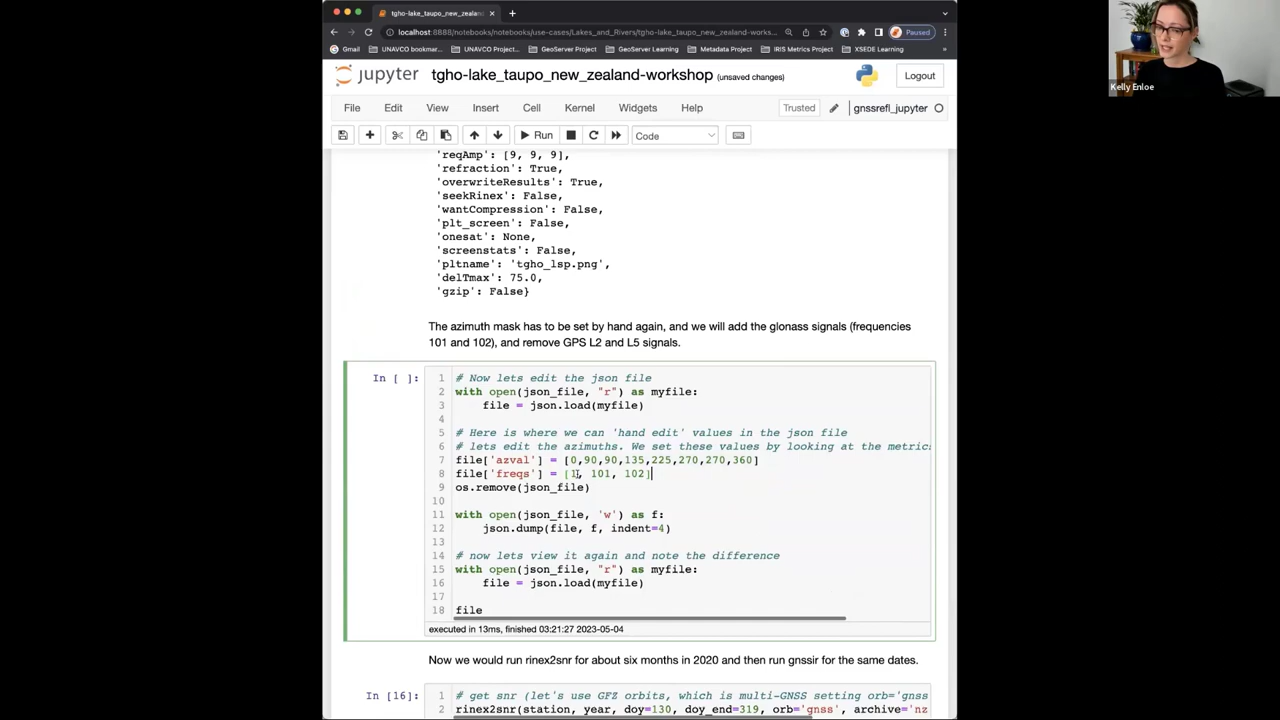 tgho-lake_taupo_new_zealand-
localhost:8888/notebooks/notebooks/use-cases/Lakes_and_Rivers/tgho-lake_taupo_new_zealand-works...
Paused
Gmail
UNAVCO bookmar...
UNAVCO Project...
GeoServer Project
GeoServer Learning
Metadata Project
IRIS Metrics Project
XSEDE Learning
Kelly Enloe
jupyter tgho-lake_taupo_new_zealand-workshop (unsaved changes)
Logout
File Edit View Insert Cell Kernel Widgets Help
Trusted
gnssrefl_jupyter
Run
Code
'reqAmp': [9, 9, 9],
'refraction': True,
'overwriteResults': True,
'seekRinex': False,
'wantCompression': False,
'plt_screen': False,
'onesat': None,
'screenstats': False,
'pltname': 'tgho_lsp.png',
'delTmax': 75.0,
'gzip': False}
The azimuth mask has to be set by hand again, and we will add the glonass signals (frequencies
101 and 102), and remove GPS L2 and L5 signals.
In [ ]:
1 # Now lets edit the json file
2 with open(json_file, "r") as myfile:
3 file = json.load(myfile)
4
5 # Here is where we can 'hand edit' values in the json file
6 # lets edit the azimuths. We set these values by looking at the metrics
7 file['azval'] = [0,90,90,135,225,270,270,360]
8 file['freqs'] = [1, 101, 102]
9 os.remove(json_file)
10
11 with open(json_file, 'w') as f:
12 json.dump(file, f, indent=4)
13
14 # now lets view it again and note the difference
15 with open(json_file, "r") as myfile:
16 file = json.load(myfile)
17
18 file
executed in 13ms, finished 03:21:27 2023-05-04
Now we would run rinex2snr for about six months in 2020 and then run gnssir for the same dates.
In [16]:
1 # get snr (let's use GFZ orbits, which is multi-GNSS setting orb='gnss
2 rinex2snr(station, year, doy=130, doy_end=319, orb='gnss', archive='nz